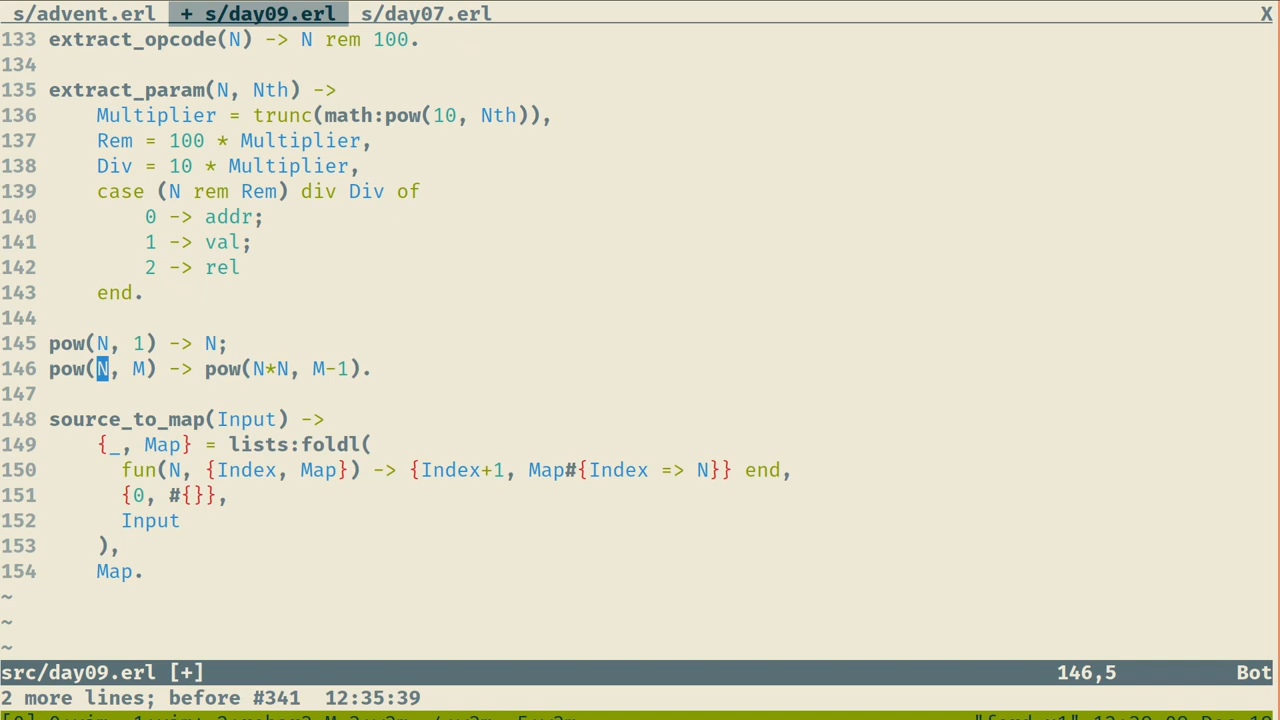 s/advent.erl + s/day09.erl s/day07.erl X
133 extract_opcode(N) -> N rem 100.
134
135 extract_param(N, Nth) ->
136     Multiplier = trunc(math:pow(10, Nth)),
137     Rem = 100 * Multiplier,
138     Div = 10 * Multiplier,
139     case (N rem Rem) div Div of
140         0 -> addr;
141         1 -> val;
142         2 -> rel
143     end.
144
145 pow(N, 1) -> N;
146 pow(N, M) -> pow(N*N, M-1).
147
148 source_to_map(Input) ->
149     {_, Map} = lists:foldl(
150       fun(N, {Index, Map}) -> {Index+1, Map#{Index => N}} end,
151       {0, #{}},
152       Input
153     ),
154     Map.
~
~
~
src/day09.erl [+] 146,5 Bot
2 more lines; before #341  12:35:39